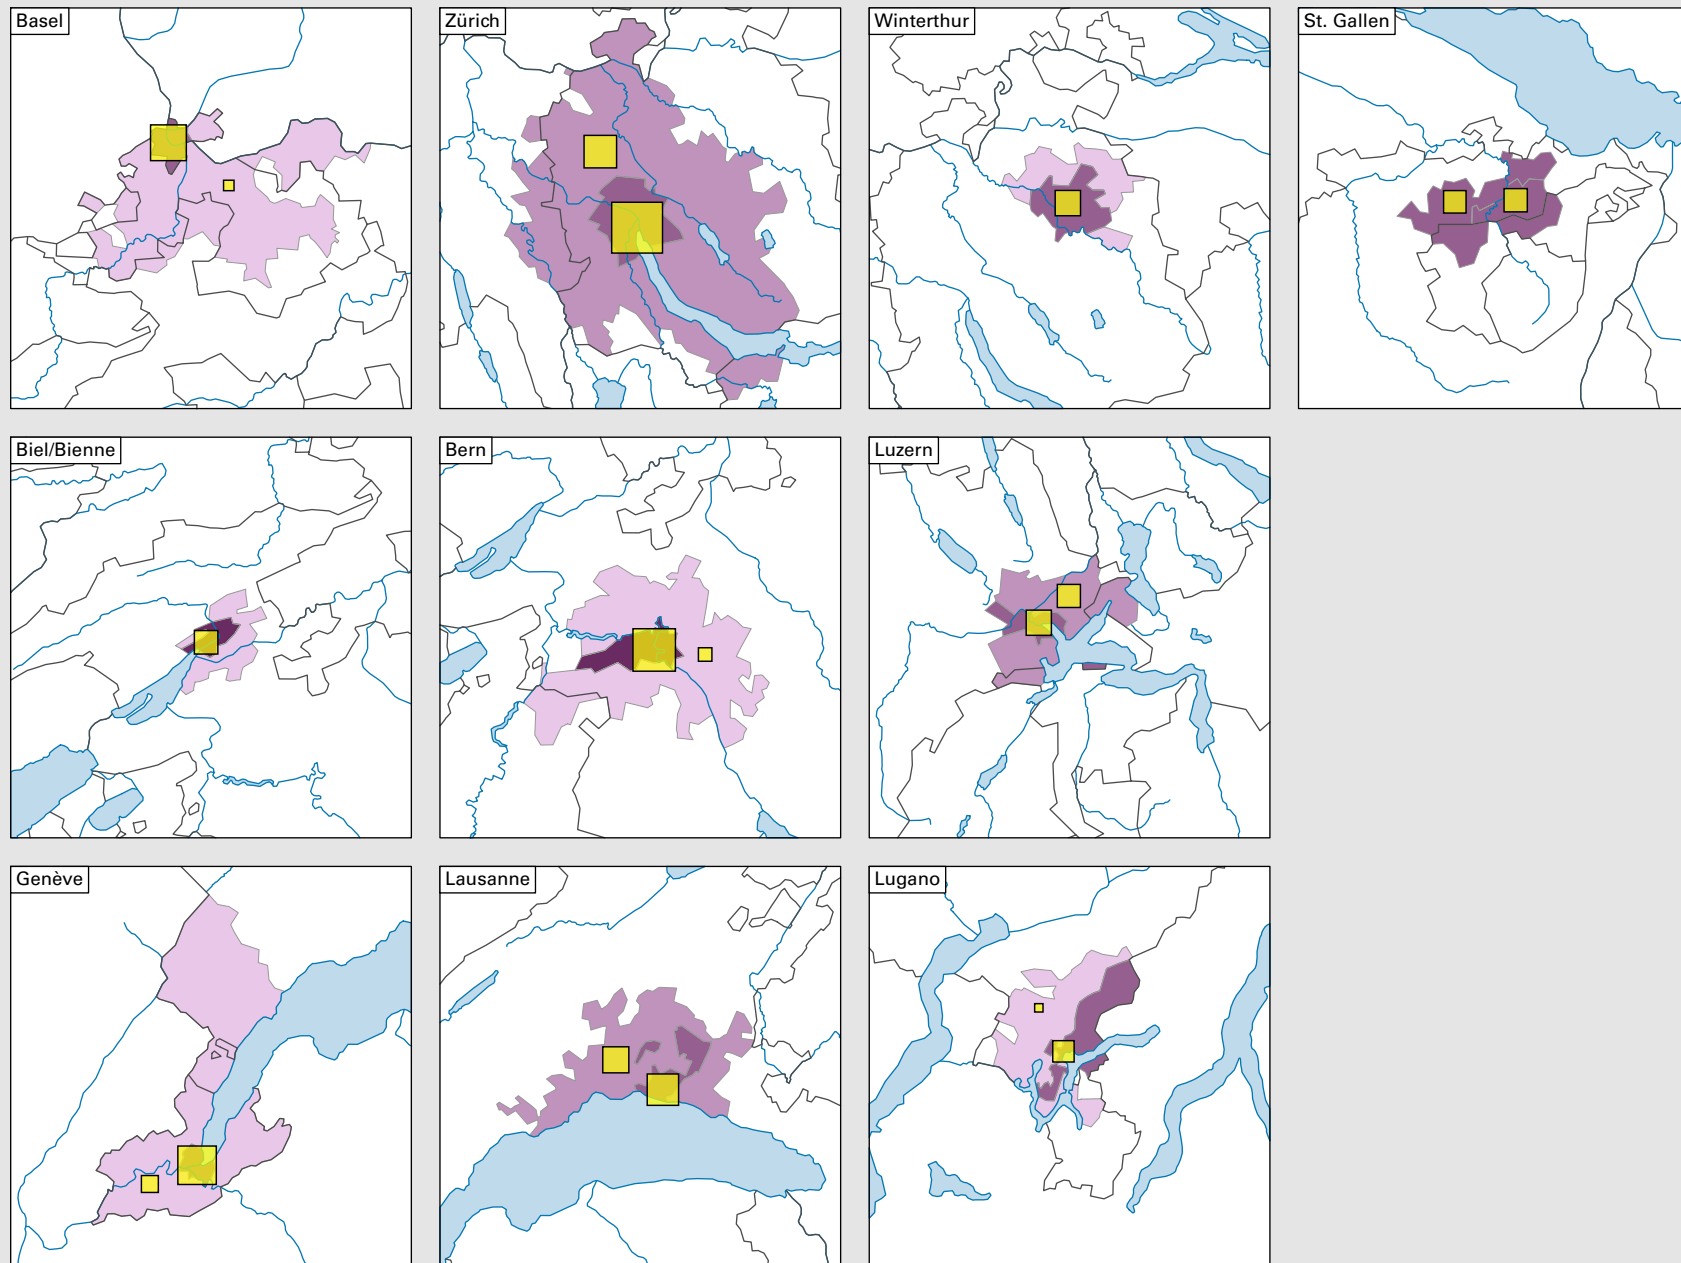 Basel
Zürich
Winterthur
St. Gallen
Biel/Bienne
Bern
Luzern
Genève
Lausanne
Lugano